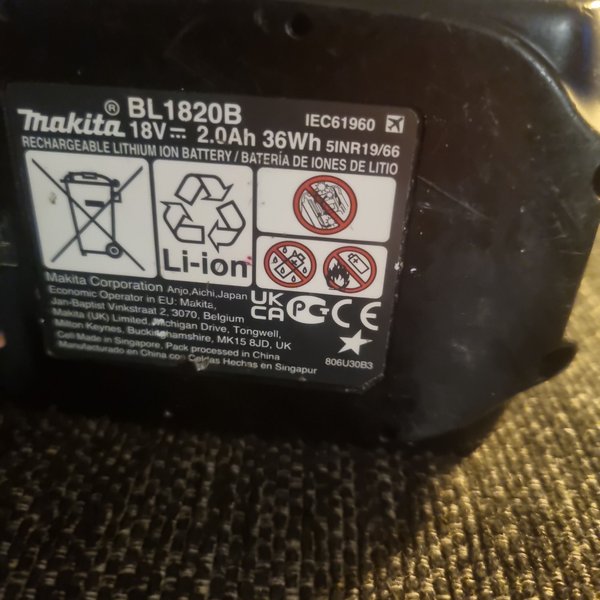 ® BL1820B IEC61960
makita 18V 2.0Ah 36Wh 5INR19/66
RECHARGEABLE LITHIUM ION BATTERY / BATERÍA DE IONES DE LITIO
Li-ion
Makita Corporation Anjo,Aichi,Japan
Economic Operator in EU: Makita,
Jan-Baptist Vinkstraat 2, 3070, Belgium
Makita (UK) Limited, Michigan Drive, Tongwell,
Milton Keynes, Buckinghamshire, MK15 8JD, UK
Cell Made in Singapore, Pack processed in China
Manufacturado en China con Celdas Hechas en Singapur
UK
CA
CE
806U30B3